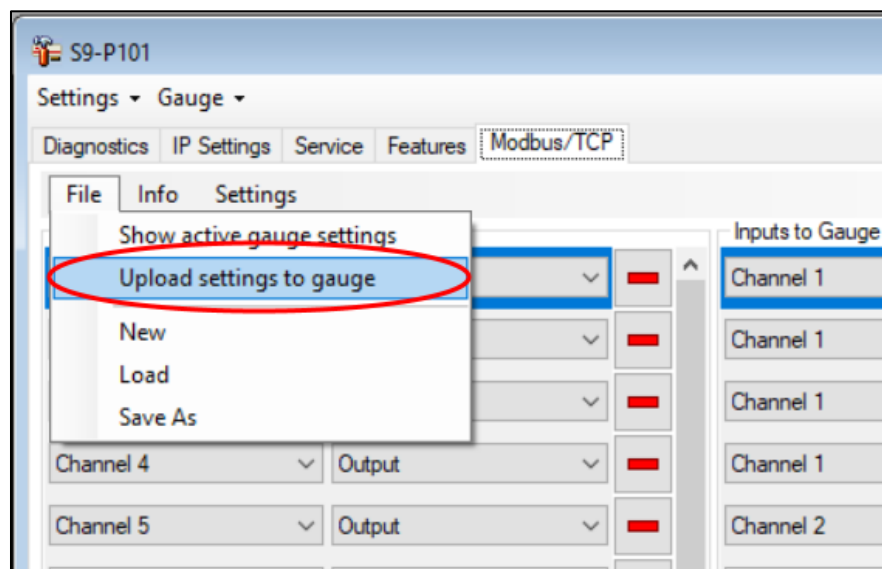 S9-P101
Settings Gauge
Diagnostics IP Settings Service Features Modbus/TCP
File Info Settings
Show active gauge settings
Upload settings to gauge
New
Load
Save As
Channel 4 Output
Channel 5 Output
Inputs to Gauge
Channel 1
Channel 1
Channel 1
Channel 1
Channel 2